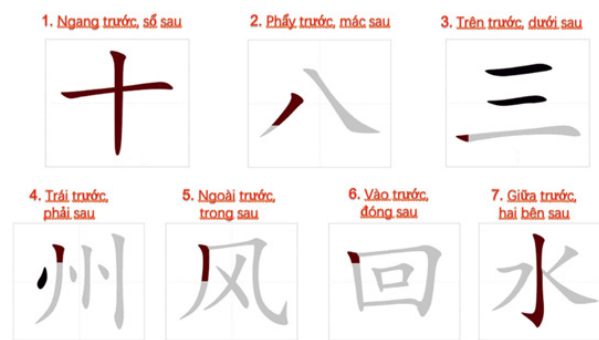 1. Ngang trước, sổ sau
2. Phẩy trước, mác sau
3. Trên trước, dưới sau
十
八
三
4. Trái trước,
phải sau
5. Ngoài trước,
trong sau
6. Vào trước,
đóng sau
7. Giữa trước,
hai bên sau
州
风
回
水